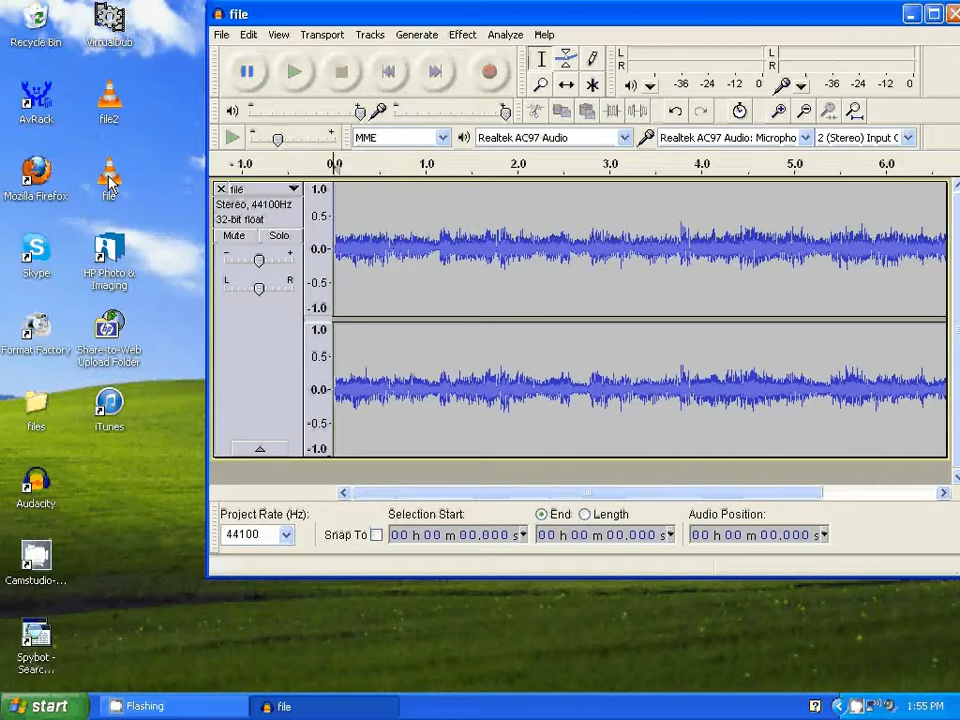 Recycle Bin
VirtualDub
AvRack
file2
Mozilla Firefox
file
Skype
HP Photo &
Imaging
Format Factory
Share-to-Web
Upload Folder
files
iTunes
Audacity
Camstudio-...
Spybot -
Searc...
file
File Edit View Transport Tracks Generate Effect Analyze Help
L
R
-36 -24 -12 0
L
R
-36 -24 -12 0
MME
Realtek AC97 Audio
Realtek AC97 Audio: Micropho
2 (Stereo) Input C
-1.0 0.0 1.0 2.0 3.0 4.0 5.0 6.0
file
Stereo, 44100Hz
32-bit float
Mute Solo
- +
L R
1.0
0.5
0.0
-0.5
-1.0
1.0
0.5
0.0
-0.5
-1.0
Project Rate (Hz):
44100
Snap To
Selection Start:
00 h 00 m 00.000 s
End Length
00 h 00 m 00.000 s
Audio Position:
00 h 00 m 00.000 s
start
Flashing
file
1:55 PM